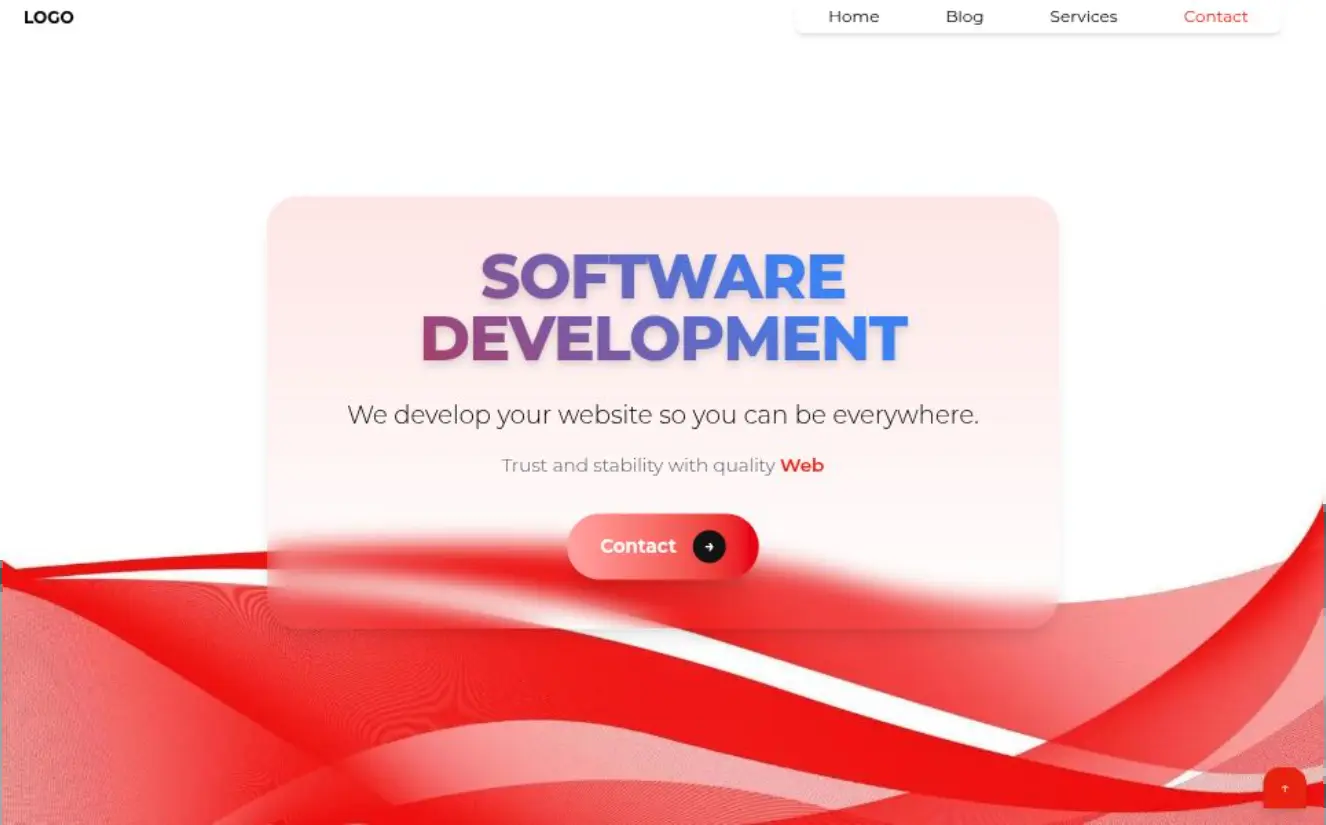 LOGO
Home Blog Services Contact
SOFTWARE
DEVELOPMENT
We develop your website so you can be everywhere.
Trust and stability with quality Web
Contact